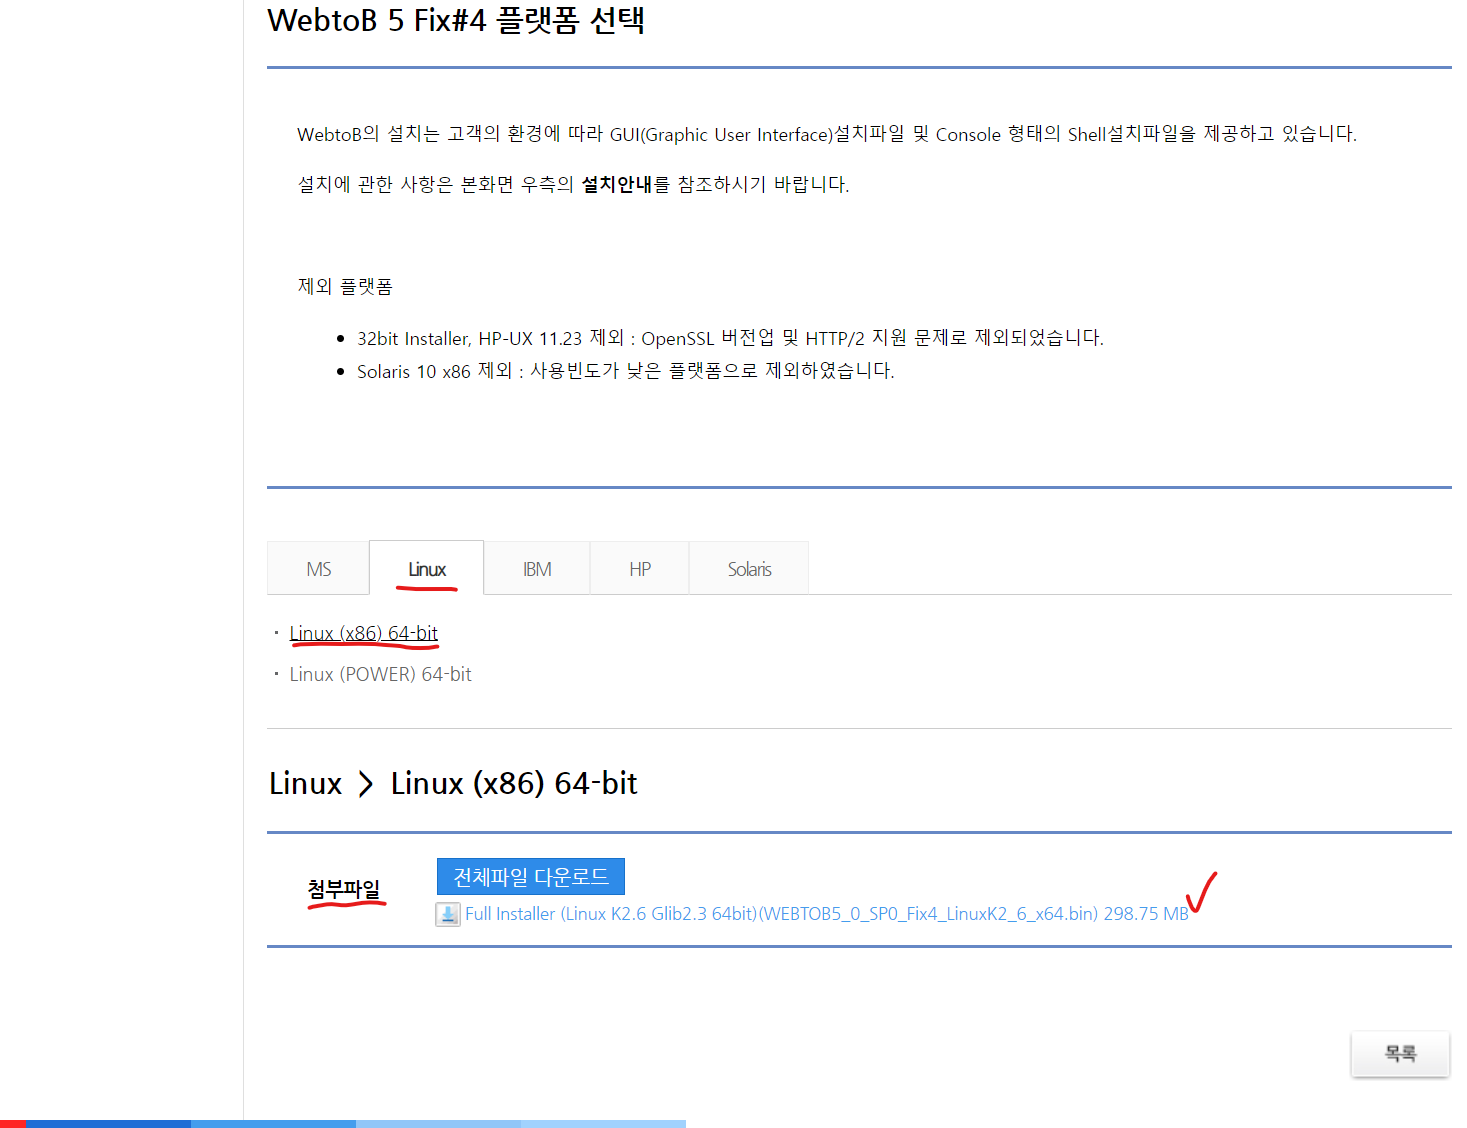 WebtoB 5 Fix#4 플랫폼 선택
WebtoB의 설치는 고객의 환경에 따라 GUI(Graphic User Interface)설치파일 및 Console 형태의 Shell설치파일을 제공하고 있습니다.
설치에 관한 사항은 본화면 우측의 설치안내를 참조하시기 바랍니다.
제외 플랫폼
• 32bit Installer, HP-UX 11.23 제외 : OpenSSL 버전업 및 HTTP/2 지원 문제로 제외되었습니다.
• Solaris 10 x86 제외 : 사용빈도가 낮은 플랫폼으로 제외하였습니다.
MS Linux IBM HP Solaris
· Linux (x86) 64-bit
· Linux (POWER) 64-bit
Linux > Linux (x86) 64-bit
첨부파일
전체파일 다운로드
Full Installer (Linux K2.6 Glib2.3 64bit)(WEBTOB5_0_SP0_Fix4_LinuxK2_6_x64.bin) 298.75 MB
목록